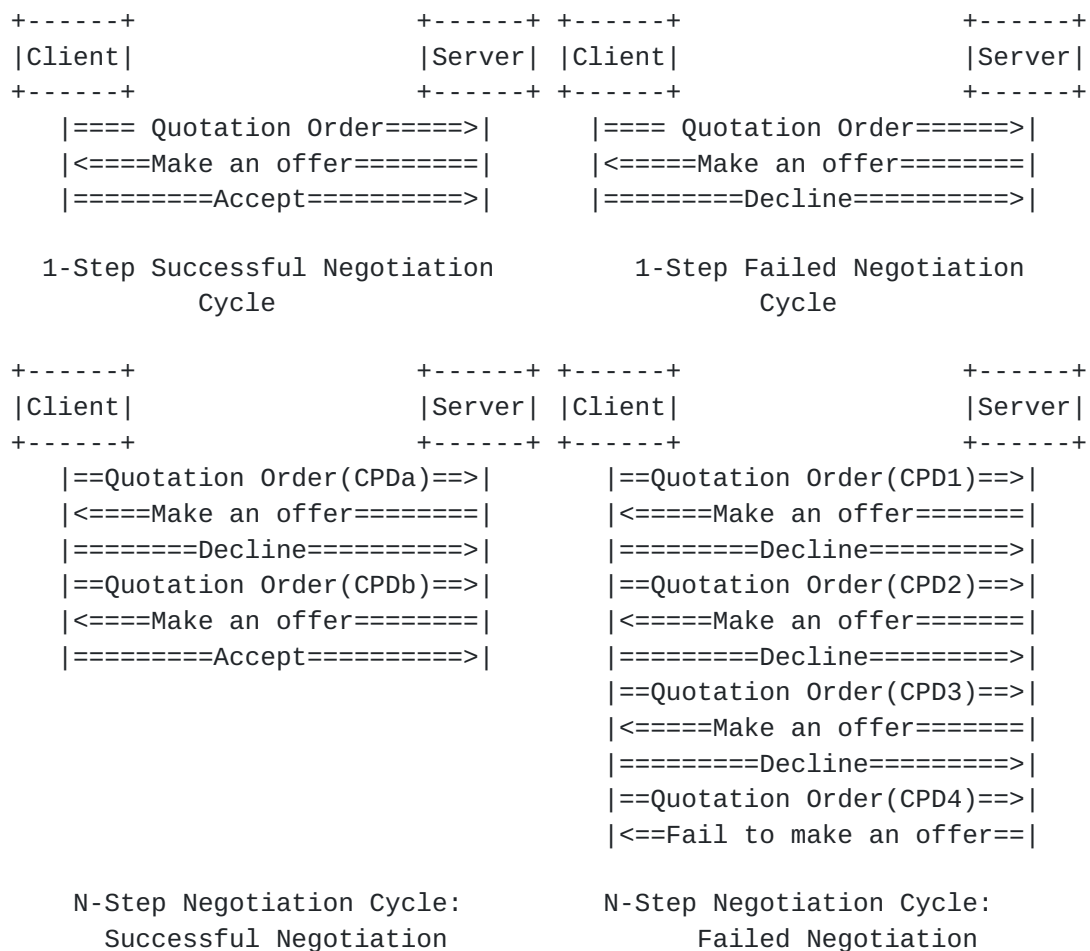 +------+                  +------+ +------+                  +------+
|Client|                  |Server| |Client|                  |Server|
+------+                  +------+ +------+                  +------+
   |==== Quotation Order=====>|       |==== Quotation Order======>|
   |<====Make an offer========|       |<=====Make an offer========|
   |=========Accept==========>|       |=========Decline==========>|
  1-Step Successful Negotiation         1-Step Failed Negotiation
            Cycle                               Cycle
+------+                  +------+ +------+                  +------+
|Client|                  |Server| |Client|                  |Server|
+------+                  +------+ +------+                  +------+
   |==Quotation Order(CPDa)==>|       |==Quotation Order(CPD1)==>|
   |<====Make an offer========|       |<=====Make an offer=======|
   |========Decline==========>|       |=========Decline=========>|
   |==Quotation Order(CPDb)==>|       |==Quotation Order(CPD2)==>|
   |<====Make an offer========|       |<=====Make an offer=======|
   |=========Accept==========>|       |=========Decline=========>|
                                      |==Quotation Order(CPD3)==>|
                                      |<=====Make an offer=======|
                                      |=========Decline=========>|
                                      |==Quotation Order(CPD4)==>|
                                      |<==Fail to make an offer==|
    N-Step Negotiation Cycle:         N-Step Negotiation Cycle:
      Successful Negotiation                Failed Negotiation